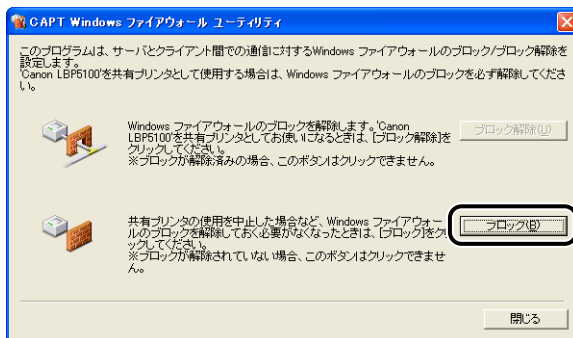 CAPT Windows ファイアウォール ユーティリティ
このプログラムは、サーバとクライアント間での通信に対するWindows ファイアウォールのブロック/ブロック解除を
設定します。
'Canon LBP5100'を共有プリンタとして使用する場合は、Windows ファイアウォールのブロックを必ず解除してくださ
い。
Windows ファイアウォールのブロックを解除します。'Canon
LBP5100'を共有プリンタとしてお使いになるときは、[ブロック解除]を
クリックしてください。
※ブロックが解除済みの場合、このボタンはクリックできません。
ブロック解除(U)
共有プリンタの使用を中止した場合など、Windows ファイアウォー
ルのブロックを解除しておく必要がなくなったときは、[ブロック]をクリ
ックしてください。
※ブロックが解除されていない場合、このボタンはクリックできませ
ん。
ブロック(B)
閉じる